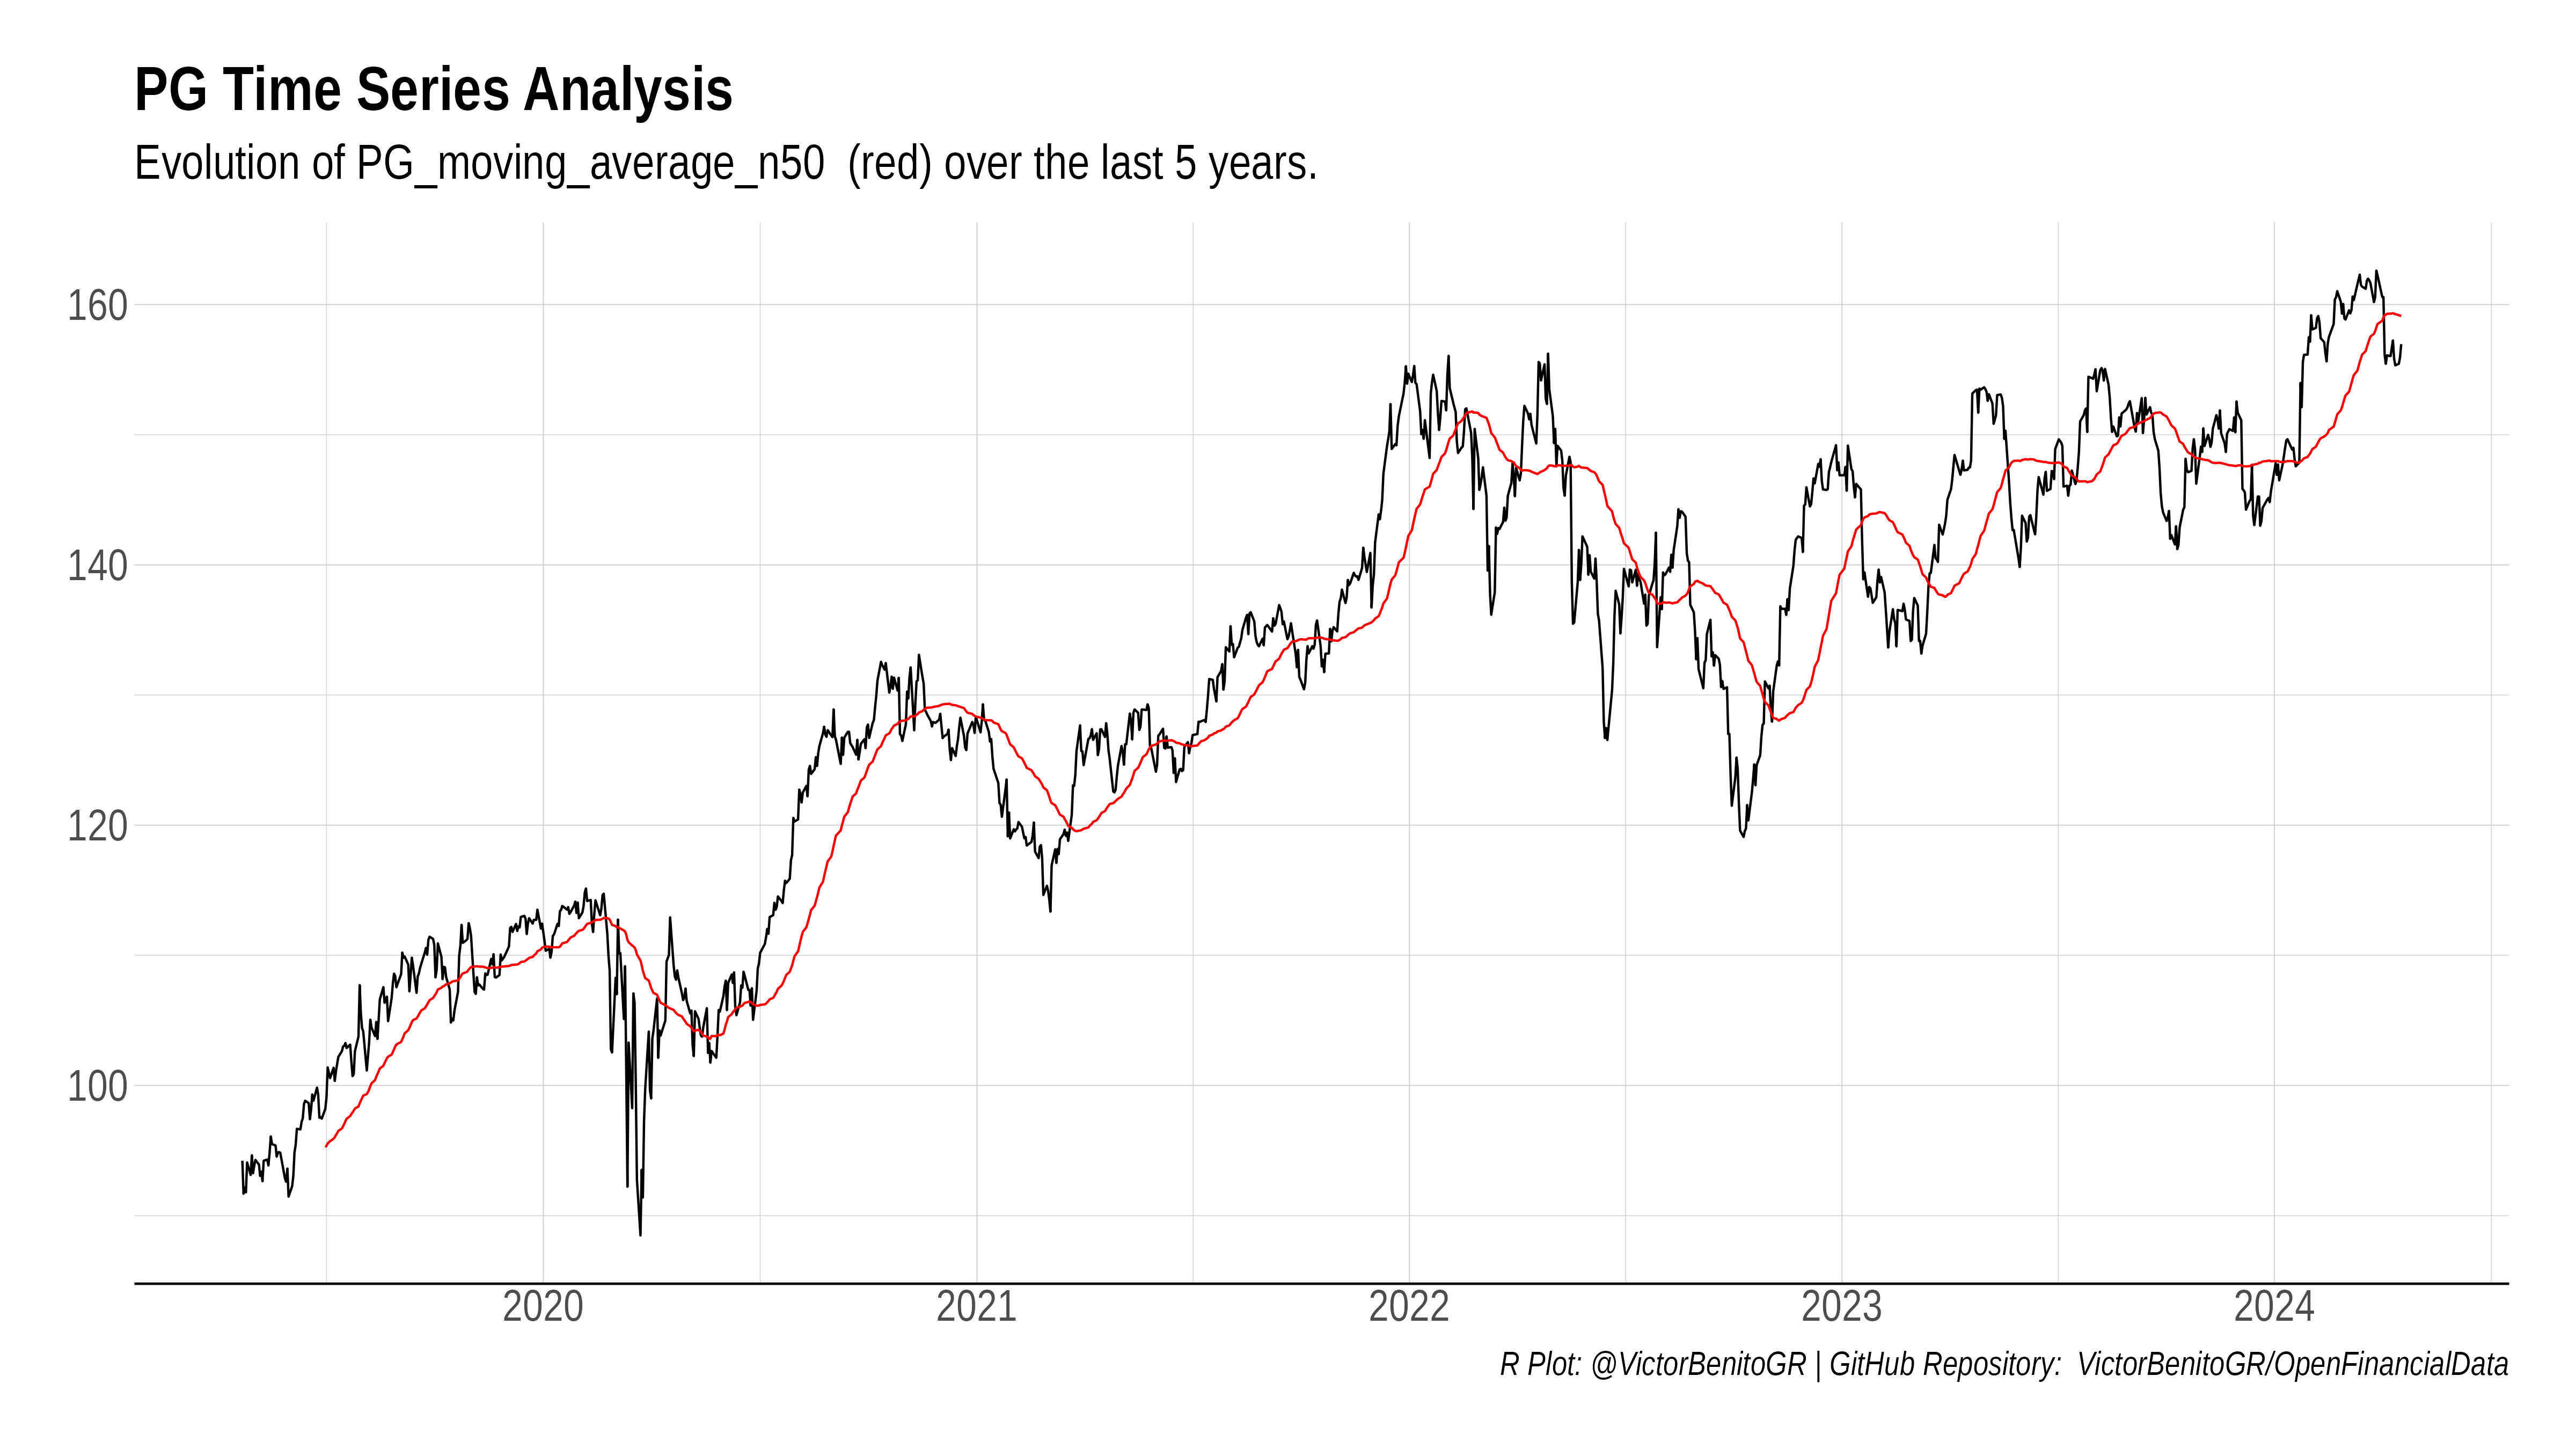 PG Time Series Analysis
Evolution of PG_moving_average_n50  (red) over the last 5 years.
160
140
120
100
2020 2021 2022 2023 2024
R Plot: @VictorBenitoGR | GitHub Repository:  VictorBenitoGR/OpenFinancialData